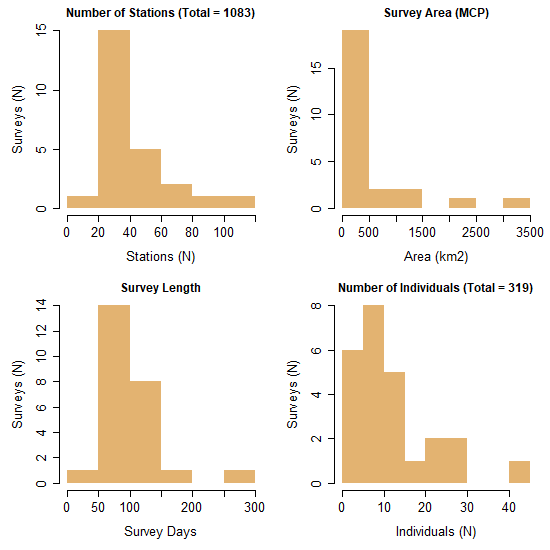 Number of Stations (Total = 1083)
Surveys (N)
0 5 10 15
0 20 40 60 80 100
Stations (N)
Survey Area (MCP)
Surveys (N)
0 5 10 15
0 500 1500 2500 3500
Area (km2)
Survey Length
Surveys (N)
0 2 4 6 8 10 12 14
0 50 100 200 300
Survey Days
Number of Individuals (Total = 319)
Surveys (N)
0 2 4 6 8
0 10 20 30 40
Individuals (N)